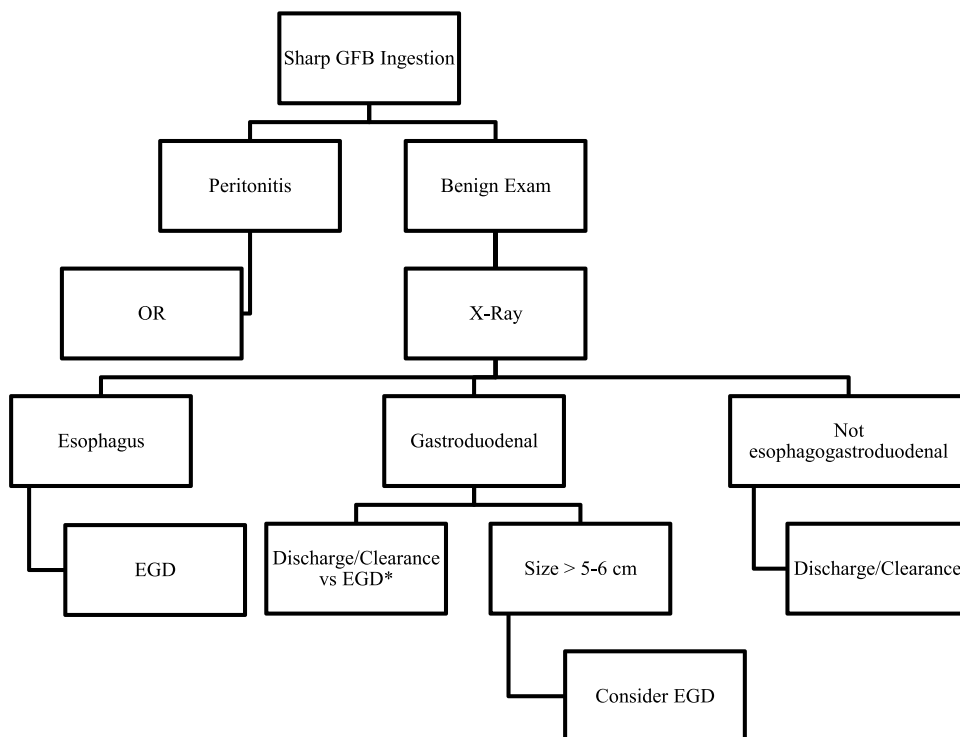 Sharp GFB Ingestion
Peritonitis
Benign Exam
OR
X-Ray
Esophagus
Gastroduodenal
Not
esophagogastroduodenal
EGD
Discharge/Clearance
vs EGD*
Size > 5-6 cm
Discharge/Clearance
Consider EGD